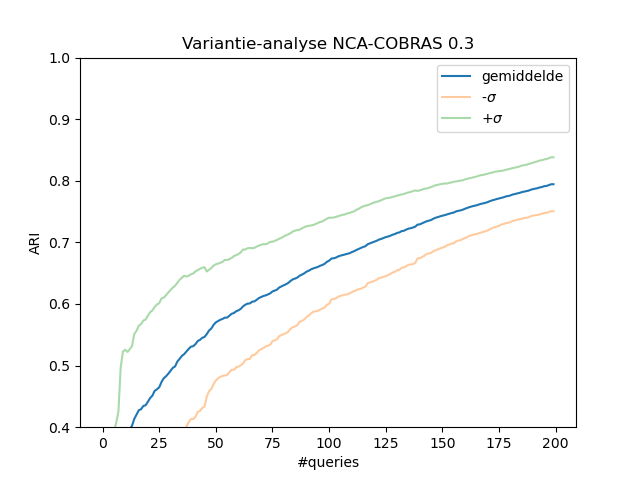 Variantie-analyse NCA-COBRAS 0.3
1.0
0.9
0.8
0.7
0.6
0.5
0.4
ARI
gemiddelde
-σ
+σ
0 25 50 75 100 125 150 175 200
#queries